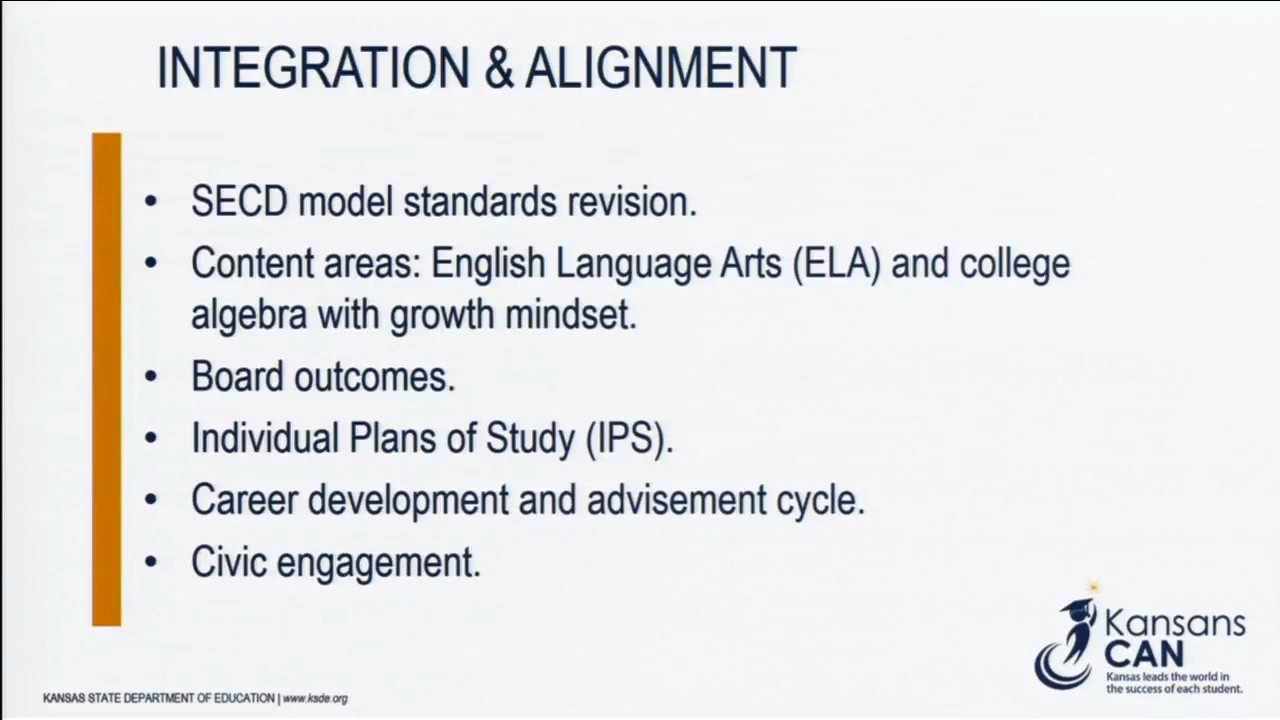 INTEGRATION & ALIGNMENT
• SECD model standards revision.
• Content areas: English Language Arts (ELA) and college
algebra with growth mindset.
• Board outcomes.
• Individual Plans of Study (IPS).
• Career development and advisement cycle.
• Civic engagement.
Kansans
CAN
Kansas leads the world in
the success of each student.
KANSAS STATE DEPARTMENT OF EDUCATION | www.ksde.org